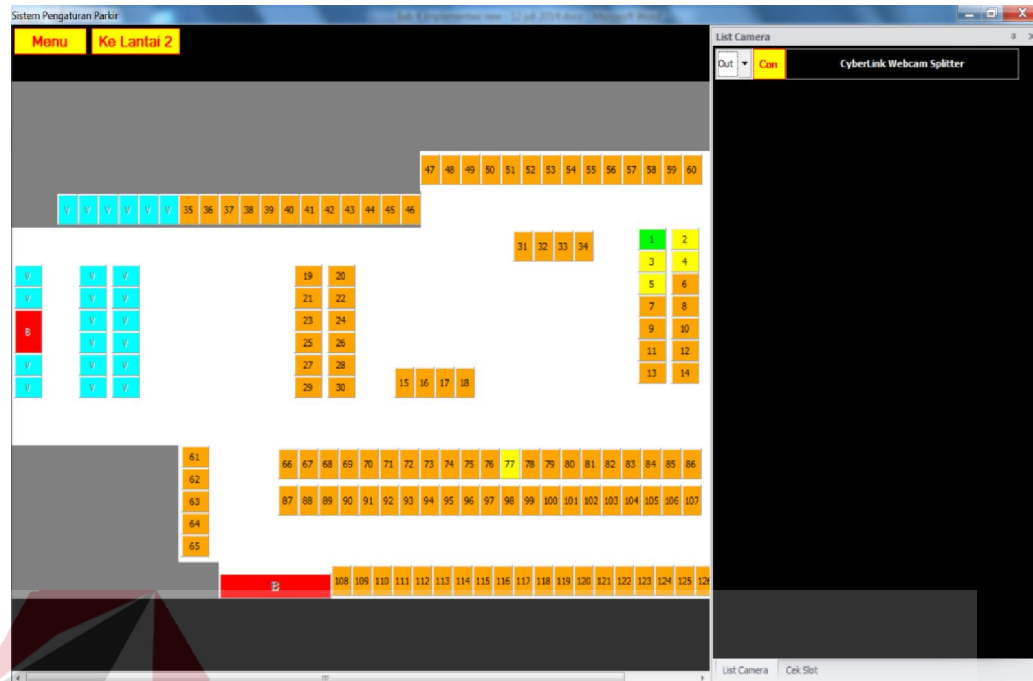 Sistem Pengaturan Parkir
Menu Ke Lantai 2
List Camera
Out Con CyberLink Webcam Splitter
47 48 49 50 51 52 53 54 55 56 57 58 59 60
V V V V V V 35 36 37 38 39 40 41 42 43 44 45 46
31 32 33 34
1 2
3 4
5 6
7 8
9 10
11 12
13 14
V V V
V V V
B V V
V V
V V V
V V V
19 20
21 22
23 24
25 26
27 28
29 30
15 16 17 18
61
62
63
64
65
66 67 68 69 70 71 72 73 74 75 76 77 78 79 80 81 82 83 84 85 86
87 88 89 90 91 92 93 94 95 96 97 98 99 100 101 102 103 104 105 106 107
B 108 109 110 111 112 113 114 115 116 117 118 119 120 121 122 123 124 125
List Camera Cek Slot